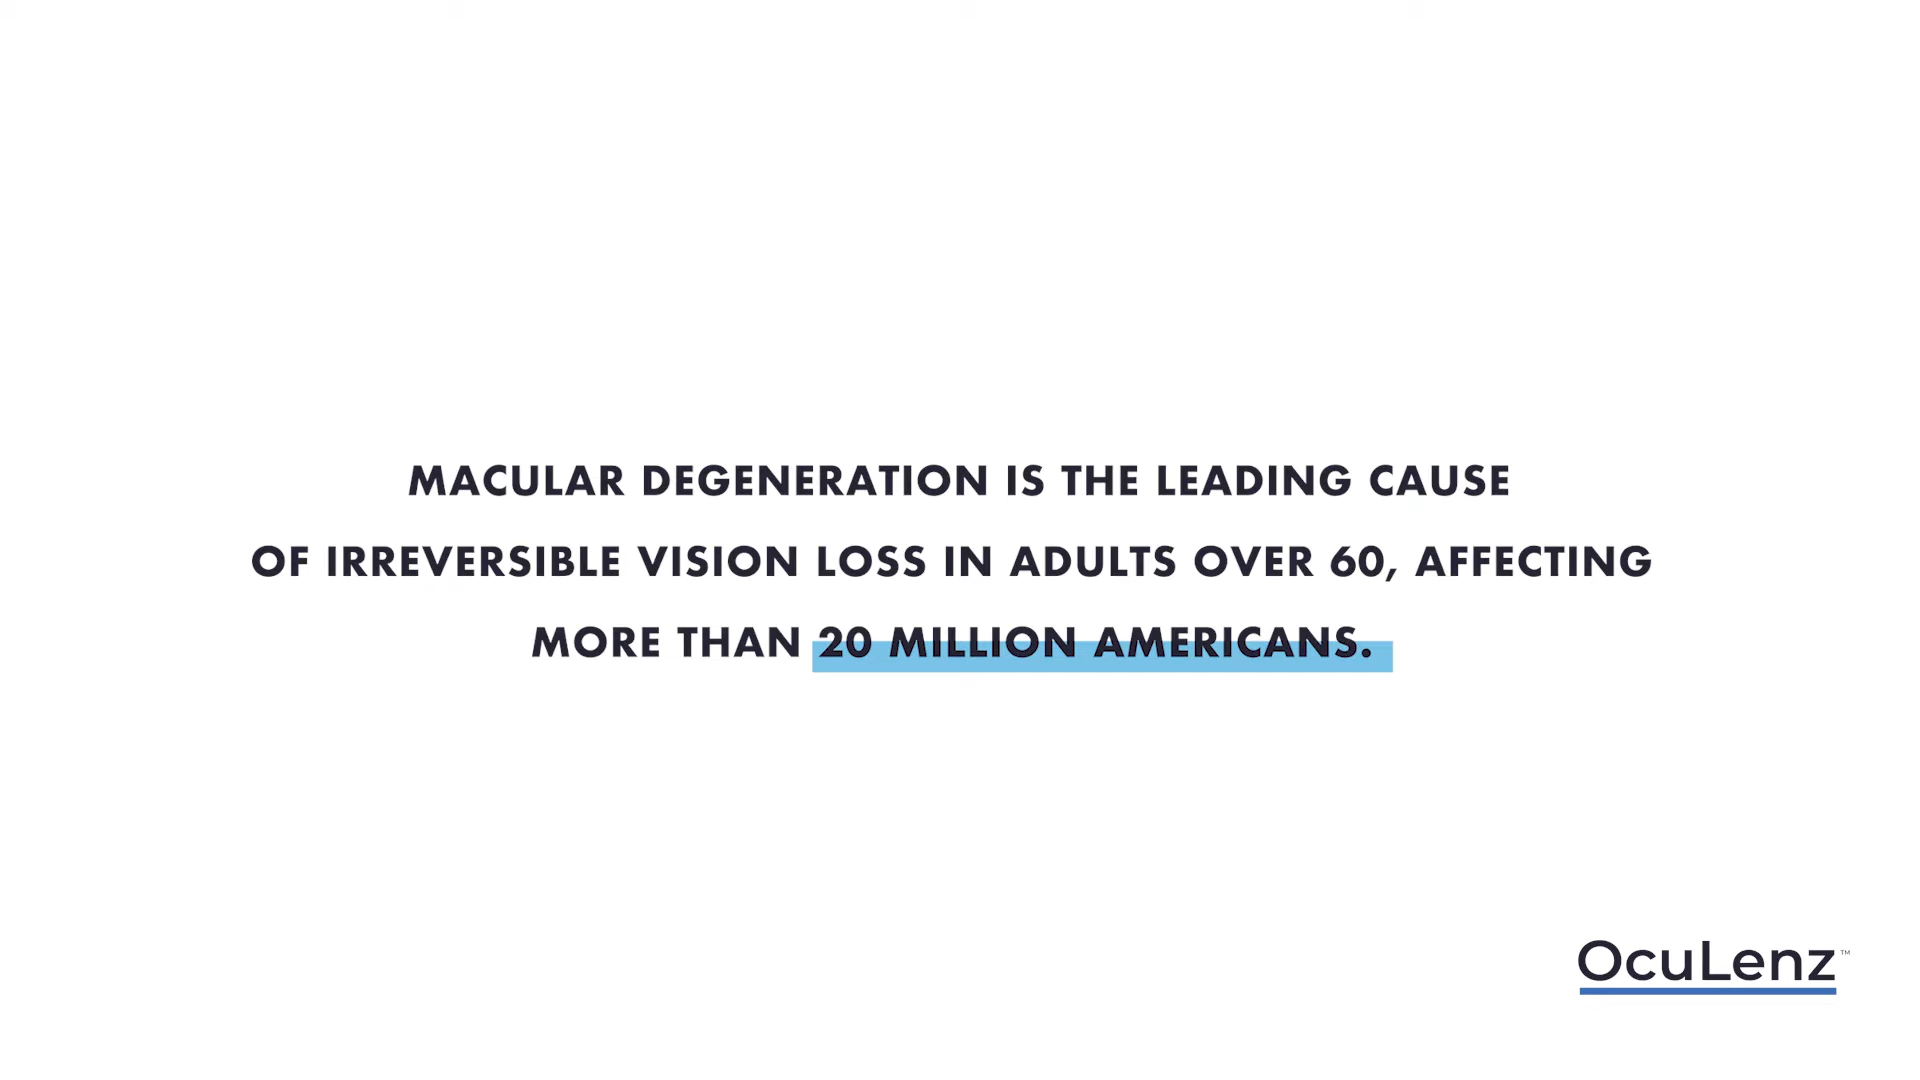 MACULAR DEGENERATION IS THE LEADING CAUSE
OF IRREVERSIBLE VISION LOSS IN ADULTS OVER 60, AFFECTING
MORE THAN 20 MILLION AMERICANS.
OcuLenz™